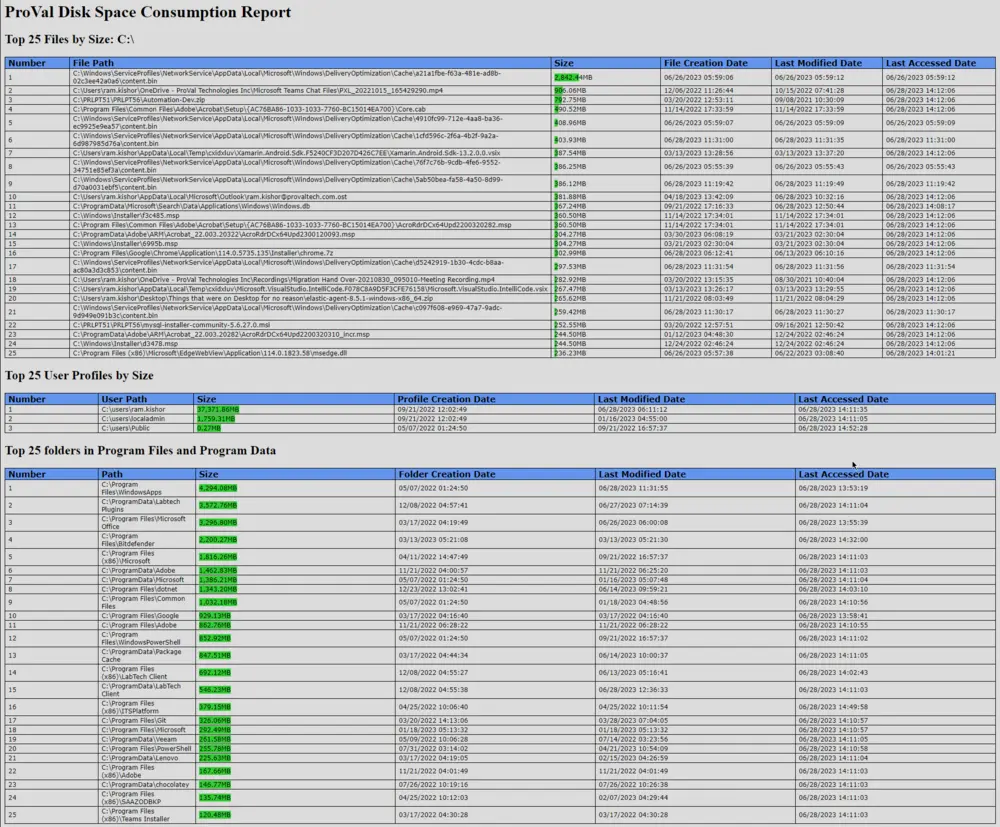 ProVal Disk Space Consumption Report
Top 25 Files by Size: C:\
Number File Path Size File Creation Date Last Modified Date Last Accessed Date
1 C:\Windows\ServiceProfiles\NetworkService\AppData\Local\Microsoft\Windows\DeliveryOptimization\Cache\a21a1fbe-f63a-481e-ad8b-02c3ee42a0a6\content.bin 2,842.44MB 06/26/2023 05:59:06 06/26/2023 05:59:12 06/26/2023 05:59:12
2 C:\Users\ram.kishor\OneDrive - ProVal Technologies Inc\Microsoft Teams Chat Files\PXL_20221015_165429290.mp4 906.06MB 12/06/2022 11:26:44 10/15/2022 07:41:28 06/28/2023 14:12:06
3 C:\PRLPT51\PRLPT56\Automation-Dev.zip 792.75MB 03/20/2022 12:53:11 09/08/2021 10:30:09 06/28/2023 14:12:06
4 C:\Program Files\Common Files\Adobe\Acrobat\Setup\{AC76BA86-1033-1033-7760-BC15014EA700}\Core.cab 490.52MB 11/14/2022 17:34:01 11/14/2022 17:34:01 06/28/2023 14:12:06
5 C:\Windows\ServiceProfiles\NetworkService\AppData\Local\Microsoft\Windows\DeliveryOptimization\Cache\4910fc99-712e-4aa8-ba36-ec9925e9ea57\content.bin 408.96MB 06/26/2023 05:59:07 06/26/2023 05:59:09 06/26/2023 05:59:09
6 C:\Windows\ServiceProfiles\NetworkService\AppData\Local\Microsoft\Windows\DeliveryOptimization\Cache\1cfd596c-2f6a-4b2f-9a2a-6d987985d76a\content.bin 403.93MB 06/28/2023 11:31:00 06/28/2023 11:31:35 06/28/2023 11:31:00
7 C:\Users\ram.kishor\AppData\Local\Temp\cxidxluv\Xamarin.Android.Sdk.F5240CF3D207D426C7EE\Xamarin.Android.Sdk-13.2.0.0.vsix 387.54MB 03/13/2023 13:28:56 03/13/2023 13:37:20 06/28/2023 14:12:06
8 C:\Windows\ServiceProfiles\NetworkService\AppData\Local\Microsoft\Windows\DeliveryOptimization\Cache\76f7c76b-9cdb-4fe6-9552-34751e85ef3a\content.bin 386.25MB 06/26/2023 05:55:42 06/26/2023 05:55:43 06/26/2023 05:55:43
9 C:\Windows\ServiceProfiles\NetworkService\AppData\Local\Microsoft\Windows\DeliveryOptimization\Cache\5ab50bea-fa58-4a50-8d99-d70a0031ebf5\content.bin 386.12MB 06/28/2023 11:19:42 06/28/2023 11:19:49 06/28/2023 11:19:42
10 C:\Users\ram.kishor\AppData\Local\Microsoft\Outlook\ram.kishor@provaltech.com.ost 381.88MB 04/18/2023 13:42:09 06/28/2023 10:32:16 06/28/2023 14:12:06
11 C:\ProgramData\Microsoft\Search\Data\Applications\Windows\Windows.db 367.24MB 09/21/2022 17:16:33 06/28/2023 12:50:44 06/28/2023 14:08:17
12 C:\Windows\Installer\f3c485.msp 360.50MB 11/14/2022 17:34:01 11/14/2022 17:34:01 06/28/2023 14:12:06
13 C:\Program Files\Common Files\Adobe\Acrobat\Setup\{AC76BA86-1033-1033-7760-BC15014EA700}\AcroRdrDCx64Upd2200320282.msp 360.50MB 11/14/2022 17:34:01 11/14/2022 17:34:01 06/28/2023 14:12:06
14 C:\ProgramData\Adobe\ARM\Acrobat_22.003.20322\AcroRdrDCx64Upd2300120093.msp 304.27MB 03/30/2023 06:08:19 03/21/2023 02:30:04 06/28/2023 14:12:06
15 C:\Windows\Installer\6995b.msp 304.27MB 03/21/2023 02:30:04 03/21/2023 02:30:04 06/28/2023 14:12:06
16 C:\Program Files\Google\Chrome\Application\114.0.5735.135\Installer\chrome.7z 302.99MB 06/28/2023 06:12:41 06/13/2023 06:10:16 06/28/2023 14:12:06
17 C:\Windows\ServiceProfiles\NetworkService\AppData\Local\Microsoft\Windows\DeliveryOptimization\Cache\d5242919-1b30-4cdc-b8aa-ac80a3d3c853\content.bin 297.53MB 06/28/2023 11:31:54 06/28/2023 11:31:56 06/28/2023 11:31:54
18 C:\Users\ram.kishor\OneDrive - ProVal Technologies Inc\Recordings\Migration Hand Over-20210830_095010-Meeting Recording.mp4 282.92MB 03/20/2022 13:15:35 08/30/2021 10:40:04 06/28/2023 14:12:06
19 C:\Users\ram.kishor\AppData\Local\Temp\cxidxluv\Microsoft.VisualStudio.IntelliCode.F078C8A9D5F3CFE76158\Microsoft.VisualStudio.IntelliCode.vsix 267.47MB 03/13/2023 13:26:17 03/13/2023 13:29:55 06/28/2023 14:12:06
20 C:\Users\ram.kishor\Desktop\Things that were on Desktop for no reason\elastic-agent-8.5.1-windows-x86_64.zip 265.62MB 11/21/2022 08:03:49 11/21/2022 08:04:29 06/28/2023 14:12:06
21 C:\Windows\ServiceProfiles\NetworkService\AppData\Local\Microsoft\Windows\DeliveryOptimization\Cache\c097f608-e969-47a7-9adc-9d949e091b3c\content.bin 259.42MB 06/28/2023 11:30:17 06/28/2023 11:30:27 06/28/2023 11:30:17
22 C:\PRLPT51\PRLPT56\mysql-installer-community-5.6.27.0.msi 252.55MB 03/20/2022 12:57:51 09/16/2021 12:50:42 06/28/2023 14:12:06
23 C:\ProgramData\Adobe\ARM\Acrobat_22.003.20282\AcroRdrDCx64Upd2200320310_incr.msp 244.50MB 01/12/2023 04:48:30 12/24/2022 02:46:24 06/28/2023 14:12:06
24 C:\Windows\Installer\d3478.msp 244.50MB 12/24/2022 02:46:24 12/24/2022 02:46:24 06/28/2023 14:12:06
25 C:\Program Files (x86)\Microsoft\EdgeWebView\Application\114.0.1823.58\msedge.dll 236.23MB 06/26/2023 05:57:38 06/22/2023 03:08:40 06/28/2023 14:01:21
Top 25 User Profiles by Size
Number User Path Size Profile Creation Date Last Modified Date Last Accessed Date
1 C:\users\ram.kishor 37,371.86MB 09/21/2022 12:02:49 06/28/2023 06:11:12 06/28/2023 14:11:35
2 C:\users\localadmin 1,759.31MB 09/21/2022 12:02:49 01/16/2023 04:55:00 06/28/2023 14:11:05
3 C:\users\Public 0.27MB 05/07/2022 01:24:50 09/21/2022 16:57:37 06/28/2023 14:52:28
Top 25 folders in Program Files and Program Data
Number Path Size Folder Creation Date Last Modified Date Last Accessed Date
1 C:\Program Files\WindowsApps 4,294.08MB 05/07/2022 01:24:50 06/28/2023 11:31:55 06/28/2023 13:53:19
2 C:\ProgramData\Labtech Plugins 3,572.76MB 12/08/2022 04:57:41 06/27/2023 07:14:39 06/28/2023 14:11:04
3 C:\Program Files\Microsoft Office 3,296.80MB 03/17/2022 04:19:49 06/26/2023 06:00:08 06/28/2023 13:55:39
4 C:\Program Files\Bitdefender 2,200.27MB 03/13/2023 05:21:08 03/13/2023 05:21:30 06/28/2023 14:32:00
5 C:\Program Files (x86)\Microsoft 1,816.26MB 04/11/2022 14:47:49 09/21/2022 16:57:37 06/28/2023 14:11:03
6 C:\ProgramData\Adobe 1,462.83MB 11/21/2022 04:00:57 11/21/2022 06:25:20 06/28/2023 14:11:03
7 C:\ProgramData\Microsoft 1,386.21MB 05/07/2022 01:24:50 01/16/2023 05:07:48 06/28/2023 14:11:04
8 C:\Program Files\dotnet 1,343.20MB 12/23/2022 13:02:41 06/14/2023 09:59:21 06/28/2023 14:03:10
9 C:\Program Files\Common Files 1,032.18MB 05/07/2022 01:24:50 01/18/2023 04:48:56 06/28/2023 14:10:56
10 C:\Program Files\Google 929.13MB 03/17/2022 04:16:40 03/17/2022 04:16:40 06/28/2023 13:58:41
11 C:\Program Files\Adobe 862.76MB 11/21/2022 06:28:22 11/21/2022 06:28:22 06/28/2023 14:10:55
12 C:\Program Files\WindowsPowerShell 852.92MB 05/07/2022 01:24:50 09/21/2022 16:57:37 06/28/2023 14:11:02
13 C:\ProgramData\Package Cache 847.51MB 03/17/2022 04:44:34 06/14/2023 10:00:37 06/28/2023 14:11:05
14 C:\Program Files (x86)\LabTech Client 692.12MB 12/08/2022 04:55:27 06/13/2023 05:16:41 06/28/2023 14:02:43
15 C:\ProgramData\LabTech Client 546.23MB 12/08/2022 04:55:38 06/28/2023 12:36:33 06/28/2023 14:11:03
16 C:\Program Files (x86)\ITSPlatform 379.15MB 04/25/2022 10:06:40 04/25/2022 10:11:54 06/28/2023 14:49:58
17 C:\Program Files\Git 326.06MB 03/20/2022 14:13:06 03/28/2022 07:04:05 06/28/2023 14:10:57
18 C:\Program Files\Microsoft 292.49MB 01/18/2023 05:13:32 01/18/2023 05:13:32 06/28/2023 14:10:57
19 C:\ProgramData\Veeam 261.58MB 05/09/2022 10:06:28 07/14/2022 03:23:56 06/28/2023 14:11:05
20 C:\Program Files\PowerShell 255.78MB 07/31/2022 03:14:02 04/21/2023 10:54:09 06/28/2023 14:10:58
21 C:\ProgramData\Lenovo 225.63MB 03/17/2022 04:19:05 02/15/2023 04:26:59 06/28/2023 14:11:04
22 C:\Program Files (x86)\Adobe 167.66MB 11/21/2022 04:01:49 11/21/2022 04:01:49 06/28/2023 14:11:03
23 C:\ProgramData\chocolatey 146.77MB 07/26/2022 10:19:16 07/26/2022 10:26:38 06/28/2023 14:11:03
24 C:\Program Files (x86)\SAAZODBKP 135.74MB 04/25/2022 10:12:03 02/07/2023 04:29:44 06/28/2023 14:11:03
25 C:\Program Files (x86)\Teams Installer 120.48MB 03/17/2022 04:30:28 03/17/2022 04:30:28 06/28/2023 14:11:03